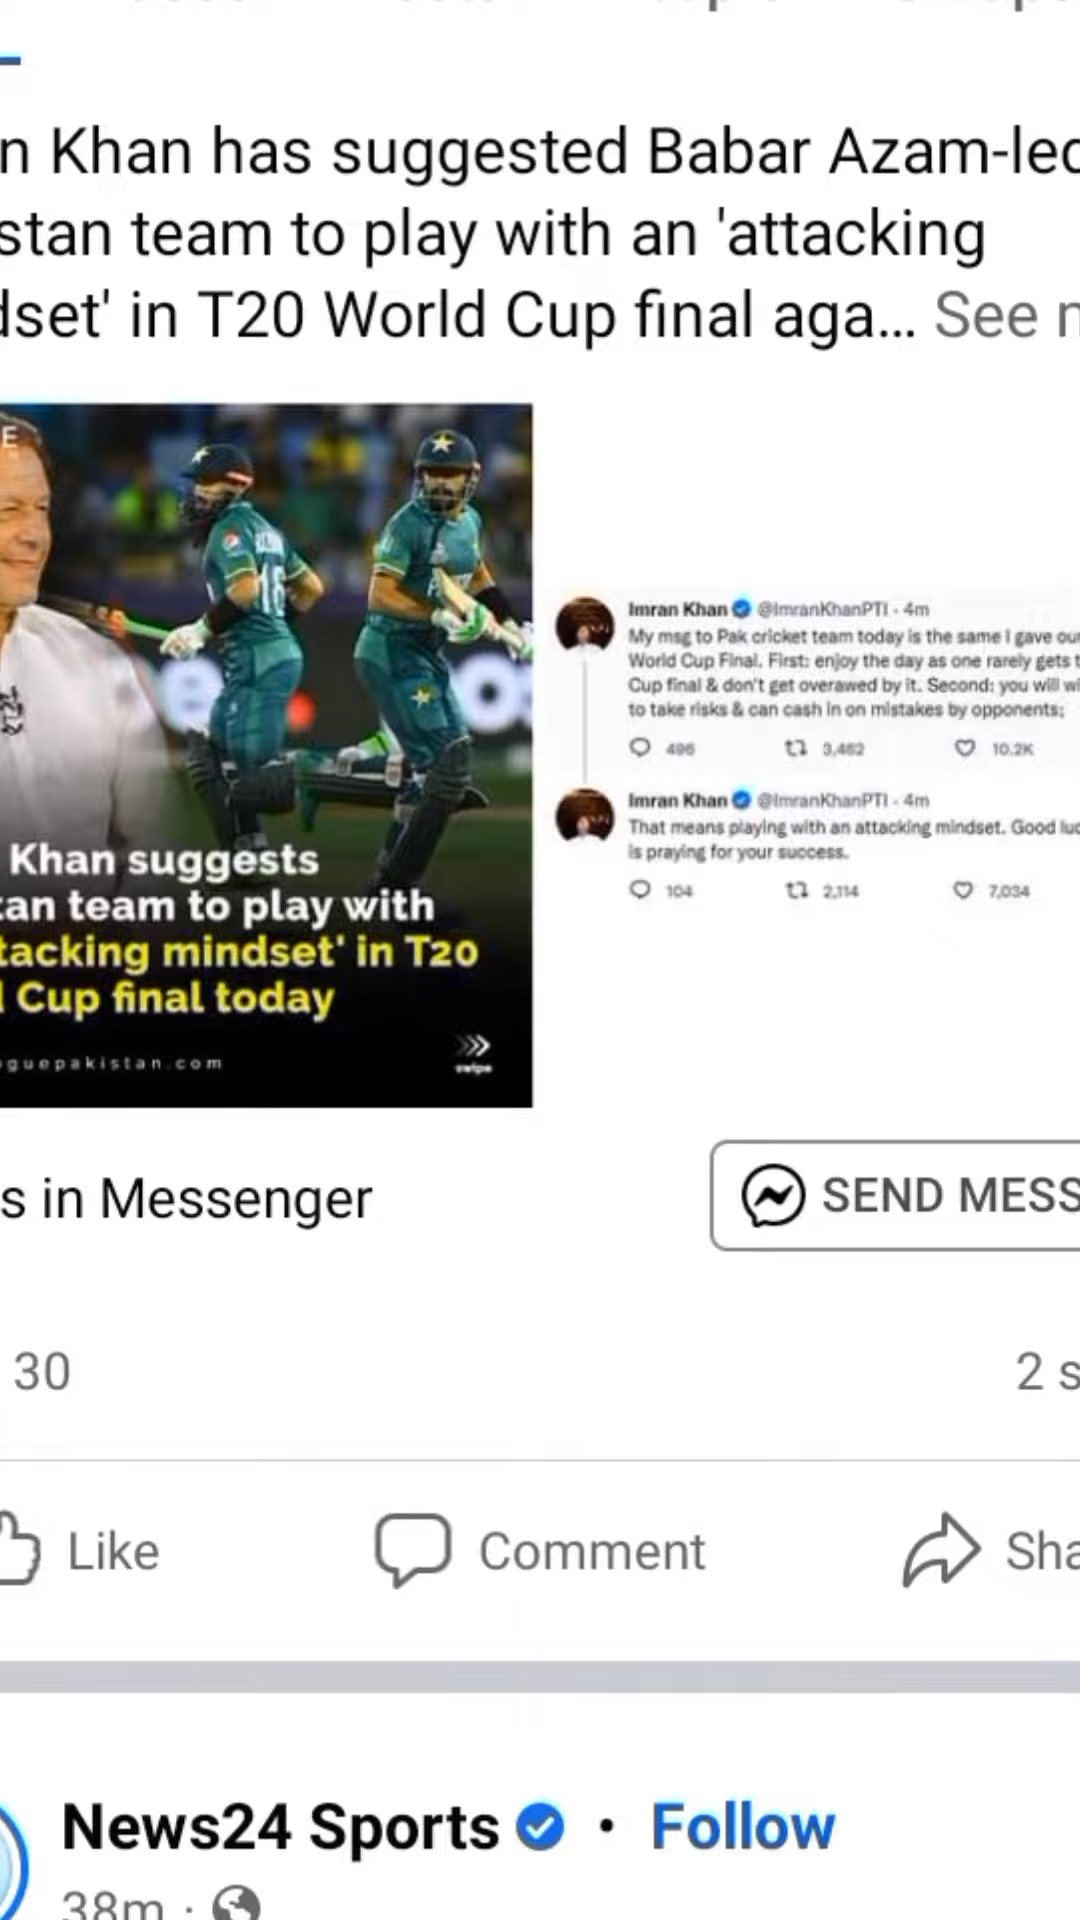 n Khan has suggested Babar Azam-led
stan team to play with an 'attacking
dset' in T20 World Cup final aga... See m
E
16
Khan suggests
tan team to play with
tacking mindset' in T20
l Cup final today
guepakistan.com
swipe
Imran Khan @ImranKhanPTI · 4m
My msg to Pak cricket team today is the same I gave our
World Cup Final. First: enjoy the day as one rarely gets t
Cup final & don't get overawed by it. Second: you will wi
to take risks & can cash in on mistakes by opponents;
496 3,462 10.2K
Imran Khan @ImranKhanPTI · 4m
That means playing with an attacking mindset. Good luc
is praying for your success.
104 2,114 7,034
s in Messenger
SEND MESS
30
2 s
Like Comment Sha
News24 Sports · Follow
38m ·